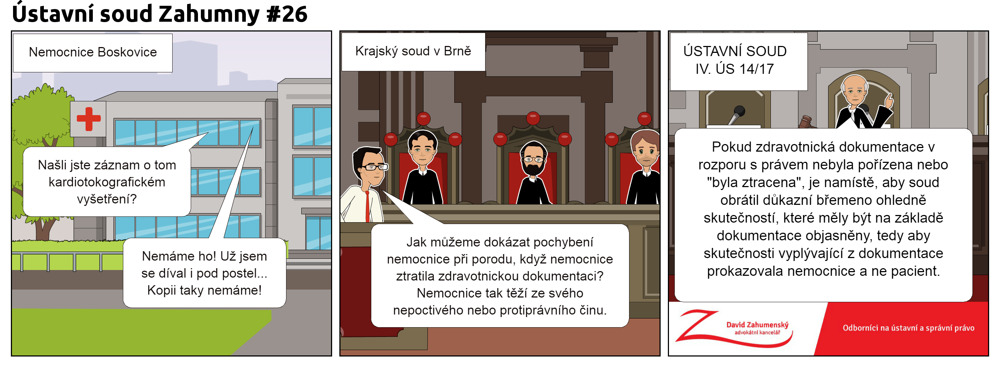 Ústavní soud Zahumny #26
Nemocnice Boskovice
Našli jste záznam o tom
kardiotokografickém
vyšetření?
Nemáme ho! Už jsem
se díval i pod postel...
Kopii taky nemáme!
Krajský soud v Brně
Jak můžeme dokázat pochybení
nemocnice při porodu, když nemocnice
ztratila zdravotnickou dokumentaci?
Nemocnice tak těží ze svého
nepoctivého nebo protiprávního činu.
ÚSTAVNÍ SOUD
IV. ÚS 14/17
Pokud zdravotnická dokumentace v
rozporu s právem nebyla pořízena nebo
"byla ztracena", je namístě, aby soud
obrátil důkazní břemeno ohledně
skutečností, které měly být na základě
dokumentace objasněny, tedy aby
skutečnosti vyplývající z dokumentace
prokazovala nemocnice a ne pacient.
David Zahumenský
advokátní kancelář
Odborníci na ústavní a správní právo